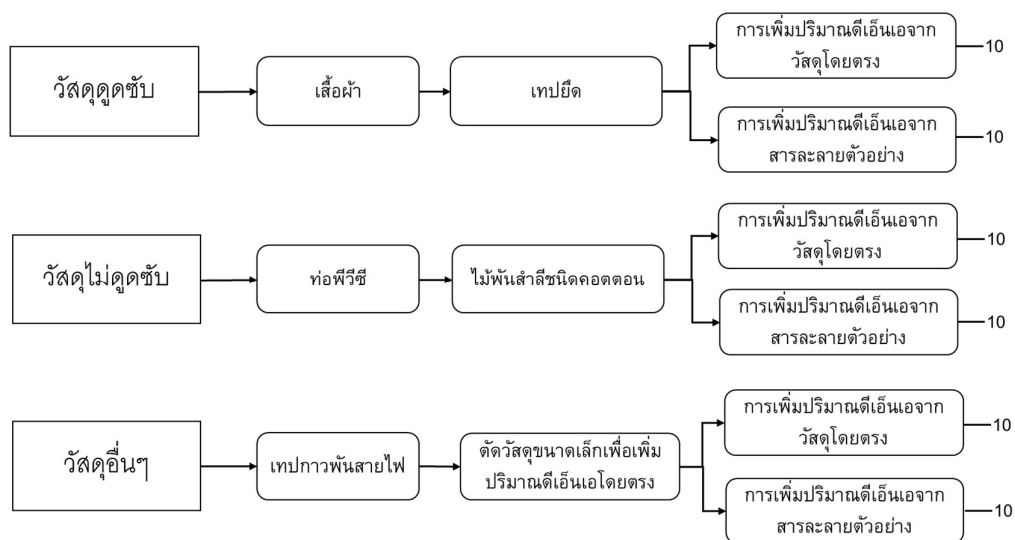 วัสดุดูดซับ
เสื้อผ้า
เทปยึด
การเพิ่มปริมาณดีเอ็นเอจาก
วัสดุโดยตรง
10
การเพิ่มปริมาณดีเอ็นเอจาก
สารละลายตัวอย่าง
10
วัสดุไม่ดูดซับ
ท่อพีวีซี
ไม้พันสำลีชนิดคอตตอน
การเพิ่มปริมาณดีเอ็นเอจาก
วัสดุโดยตรง
10
การเพิ่มปริมาณดีเอ็นเอจาก
สารละลายตัวอย่าง
10
วัสดุอื่นๆ
เทปกาวพันสายไฟ
ตัดวัสดุขนาดเล็กเพื่อเพิ่ม
ปริมาณดีเอ็นเอโดยตรง
การเพิ่มปริมาณดีเอ็นเอจาก
วัสดุโดยตรง
10
การเพิ่มปริมาณดีเอ็นเอจาก
สารละลายตัวอย่าง
10